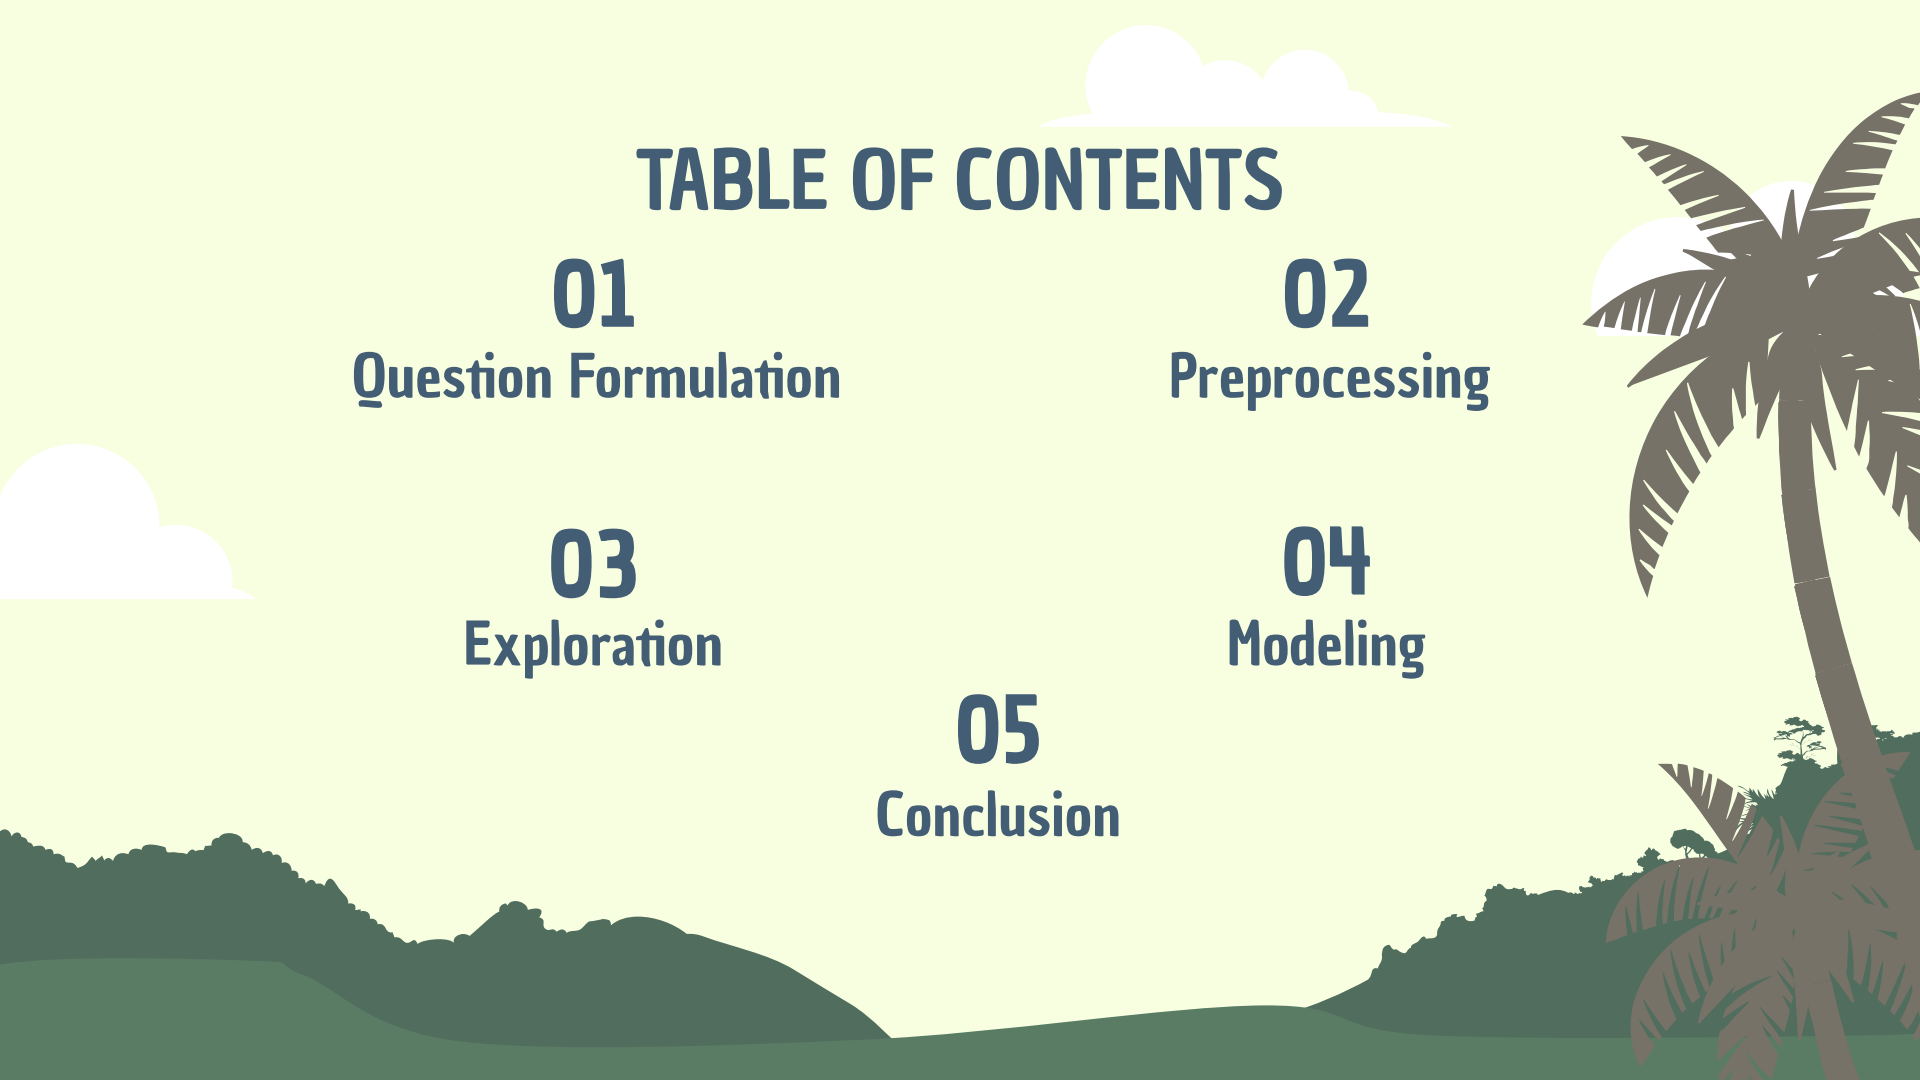 TABLE OF CONTENTS
01
Question Formulation
02
Preprocessing
03
Exploration
04
Modeling
05
Conclusion